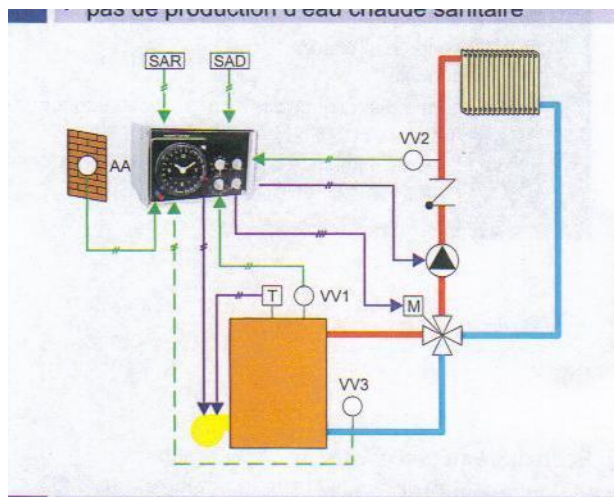 pas de production d'eau chaude sanitaire
SAR
SAD
AA
VV2
T
VV1
M
VV3